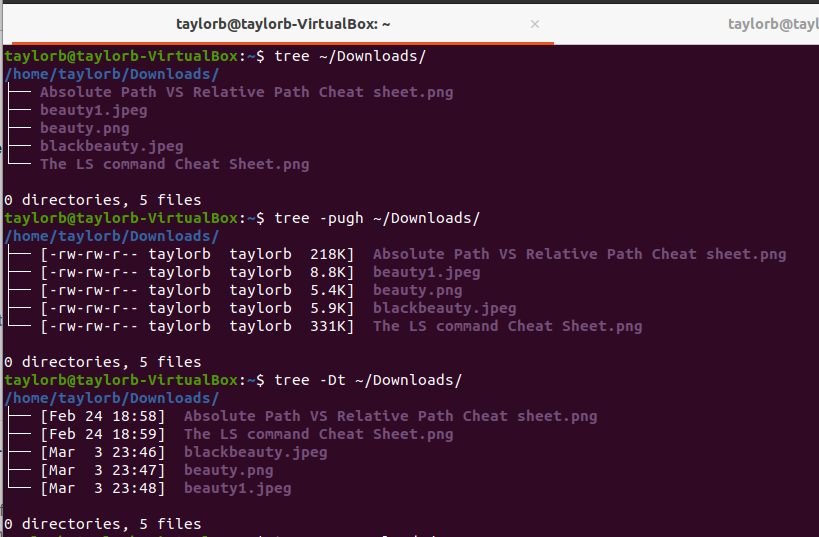 taylorb@taylorb-VirtualBox: ~ × taylorb@tayl
taylorb@taylorb-VirtualBox:~$ tree ~/Downloads/
/home/taylorb/Downloads/
├── Absolute Path VS Relative Path Cheat sheet.png
├── beauty1.jpeg
├── beauty.png
├── blackbeauty.jpeg
└── The LS command Cheat Sheet.png
0 directories, 5 files
taylorb@taylorb-VirtualBox:~$ tree -pugh ~/Downloads/
/home/taylorb/Downloads/
├── [-rw-rw-r-- taylorb  taylorb  218K]  Absolute Path VS Relative Path Cheat sheet.png
├── [-rw-rw-r-- taylorb  taylorb  8.8K]  beauty1.jpeg
├── [-rw-rw-r-- taylorb  taylorb  5.4K]  beauty.png
├── [-rw-rw-r-- taylorb  taylorb  5.9K]  blackbeauty.jpeg
└── [-rw-rw-r-- taylorb  taylorb  331K]  The LS command Cheat Sheet.png
0 directories, 5 files
taylorb@taylorb-VirtualBox:~$ tree -Dt ~/Downloads/
/home/taylorb/Downloads/
├── [Feb 24 18:58]  Absolute Path VS Relative Path Cheat sheet.png
├── [Feb 24 18:59]  The LS command Cheat Sheet.png
├── [Mar  3 23:46]  blackbeauty.jpeg
├── [Mar  3 23:47]  beauty.png
└── [Mar  3 23:48]  beauty1.jpeg
0 directories, 5 files